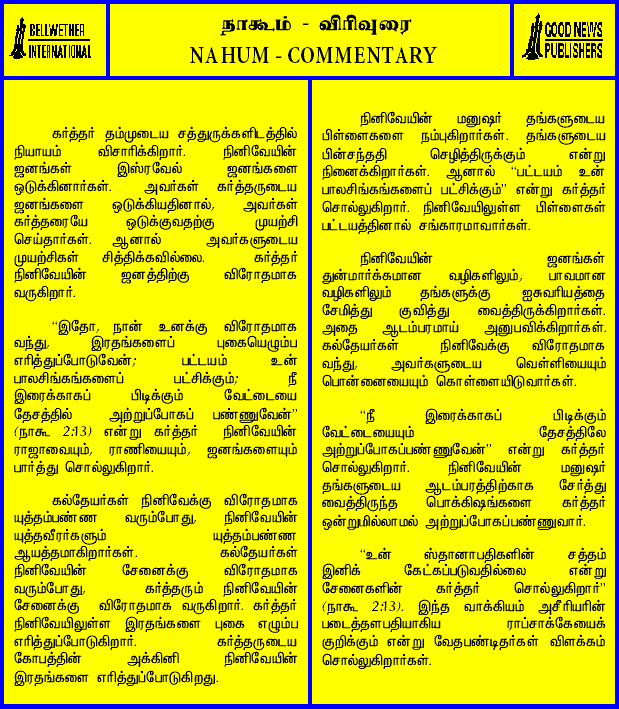 BELLWETHER
INTERNATIONAL
நாகூம் - விரிவுரை
NAHUM - COMMENTARY
GOOD NEWS
PUBLISHERS
கர்த்தர் தம்முடைய சத்துருக்களிடத்தில்
நியாயம் விசாரிக்கிறார். நினிவேயின்
ஜனங்கள் இஸ்ரவேல் ஜனங்களை
ஒடுக்கினார்கள். அவர்கள் கர்த்தருடைய
ஜனங்களை ஒடுக்கியதினால், அவர்கள்
கர்த்தரையே ஒடுக்குவதற்கு முயற்சி
செய்தார்கள். ஆனால் அவர்களுடைய
முயற்சிகள் சித்திக்கவில்லை. கர்த்தர்
நினிவேயின் ஜனத்திற்கு விரோதமாக
வருகிறார்.
“இதோ, நான் உனக்கு விரோதமாக
வந்து, இரதங்களைப் புகையெழும்ப
எரித்துப்போடுவேன்; பட்டயம் உன்
பாலசிங்கங்களைப் பட்சிக்கும்; நீ
இரைக்காகப் பிடிக்கும் வேட்டையை
தேசத்தில் அற்றுப்போகப் பண்ணுவேன்”
(நாகூ 2:13) என்று கர்த்தர் நினிவேயின்
ராஜாவையும், ராணியையும், ஜனங்களையும்
பார்த்து சொல்லுகிறார்.
கல்தேயர்கள் நினிவேக்கு விரோதமாக
யுத்தம்பண்ண வரும்போது, நினிவேயின்
யுத்தவீரர்களும் யுத்தம்பண்ண
ஆயத்தமாகிறார்கள். கல்தேயர்கள்
நினிவேயின் சேனைக்கு விரோதமாக
வரும்போது, கர்த்தரும் நினிவேயின்
சேனைக்கு விரோதமாக வருகிறார். கர்த்தர்
நினிவேயிலுள்ள இரதங்களை புகை எழும்ப
எரித்துப்போடுகிறார். கர்த்தருடைய
கோபத்தின் அக்கினி நினிவேயின்
இரதங்களை எரித்துப்போடுகிறது.
நினிவேயின் மனுஷர் தங்களுடைய
பிள்ளைகளை நம்புகிறார்கள். தங்களுடைய
பின்சந்ததி செழித்திருக்கும் என்று
நினைக்கிறார்கள். ஆனால் “பட்டயம் உன்
பாலசிங்கங்களைப் பட்சிக்கும்” என்று கர்த்தர்
சொல்லுகிறார். நினிவேயிலுள்ள பிள்ளைகள்
பட்டயத்தினால் சங்காரமாவார்கள்.
நினிவேயின் ஜனங்கள்
துன்மார்க்கமான வழிகளிலும், பாவமான
வழிகளிலும் தங்களுக்கு ஐசுவரியத்தை
சேமித்து குவித்து வைத்திருக்கிறார்கள்.
அதை ஆடம்பரமாய் அனுபவிக்கிறார்கள்.
கல்தேயர்கள் நினிவேக்கு விரோதமாக
வந்து, அவர்களுடைய வெள்ளியையும்
பொன்னையையும் கொள்ளையிடுவார்கள்.
“நீ இரைக்காகப் பிடிக்கும்
வேட்டையையும் தேசத்திலே
அற்றுப்போகப்பண்ணுவேன்” என்று கர்த்தர்
சொல்லுகிறார். நினிவேயின் மனுஷர்
தங்களுடைய ஆடம்பரத்திற்காக சேர்த்து
வைத்திருந்த பொக்கிஷங்களை கர்த்தர்
ஒன்றுமில்லாமல் அற்றுப்போகப்பண்ணுவார்.
“உன் ஸ்தானாபதிகளின் சத்தம்
இனிக் கேட்கப்படுவதில்லை என்று
சேனைகளின் கர்த்தர் சொல்லுகிறார்”
(நாகூ 2:13). இந்த வாக்கியம் அசீரியரின்
படைத்தளபதியாகிய ராப்சாக்கேயைக்
குறிக்கும் என்று வேதபண்டிதர்கள் விளக்கம்
சொல்லுகிறார்கள்.